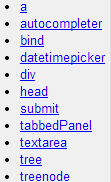 a
autocompleter
bind
datetimepicker
div
head
submit
tabbedPanel
textarea
tree
treenode